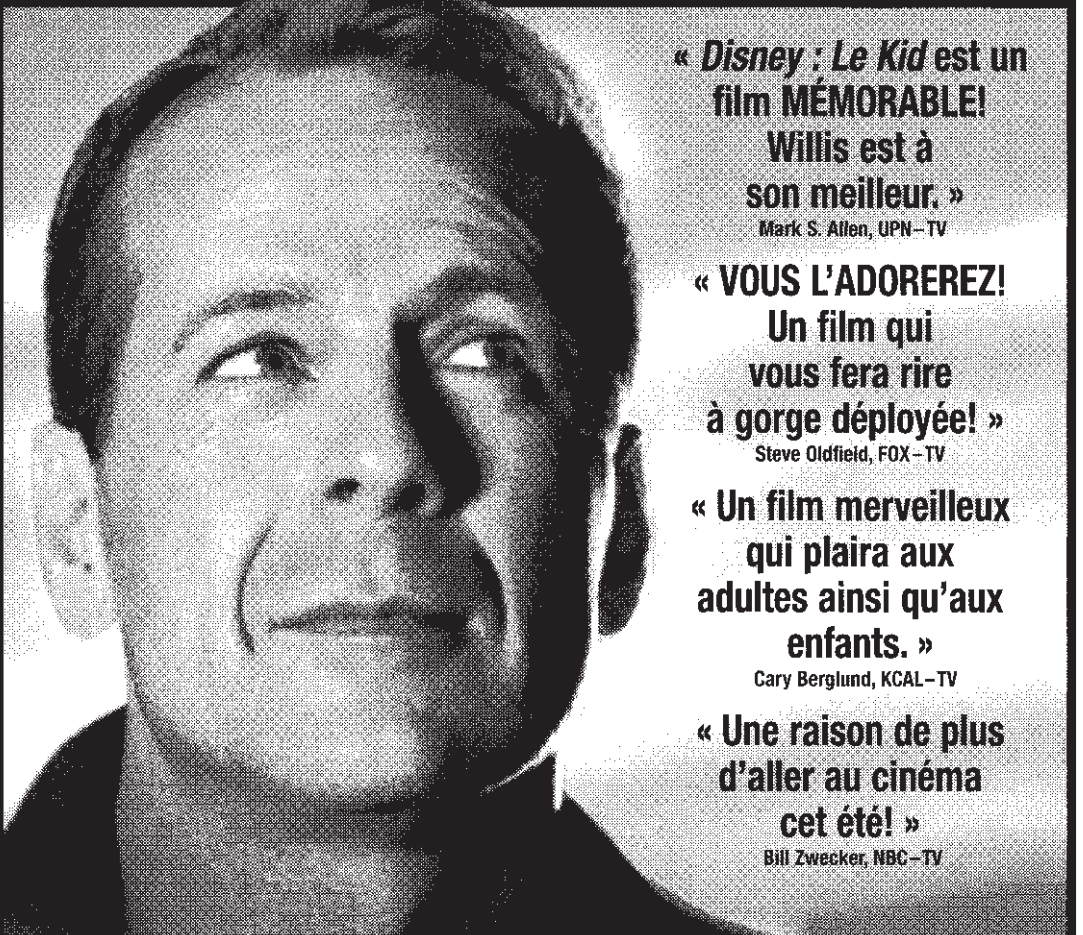 « Disney : Le Kid est un
film MÉMORABLE!
Willis est à
son meilleur. »
Mark S. Allen, UPN–TV
« VOUS L'ADOREREZ!
Un film qui
vous fera rire
à gorge déployée! »
Steve Oldfield, FOX–TV
« Un film merveilleux
qui plaira aux
adultes ainsi qu'aux
enfants. »
Cary Berglund, KCAL–TV
« Une raison de plus
d'aller au cinéma
cet été! »
Bill Zwecker, NBC–TV